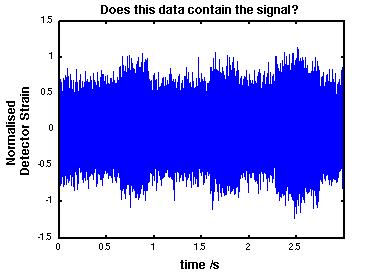 Does this data contain the signal?
1.5
1
0.5
0
-0.5
-1
-1.5
Normalised
Detector Strain
0 0.5 1 1.5 2 2.5
time /s